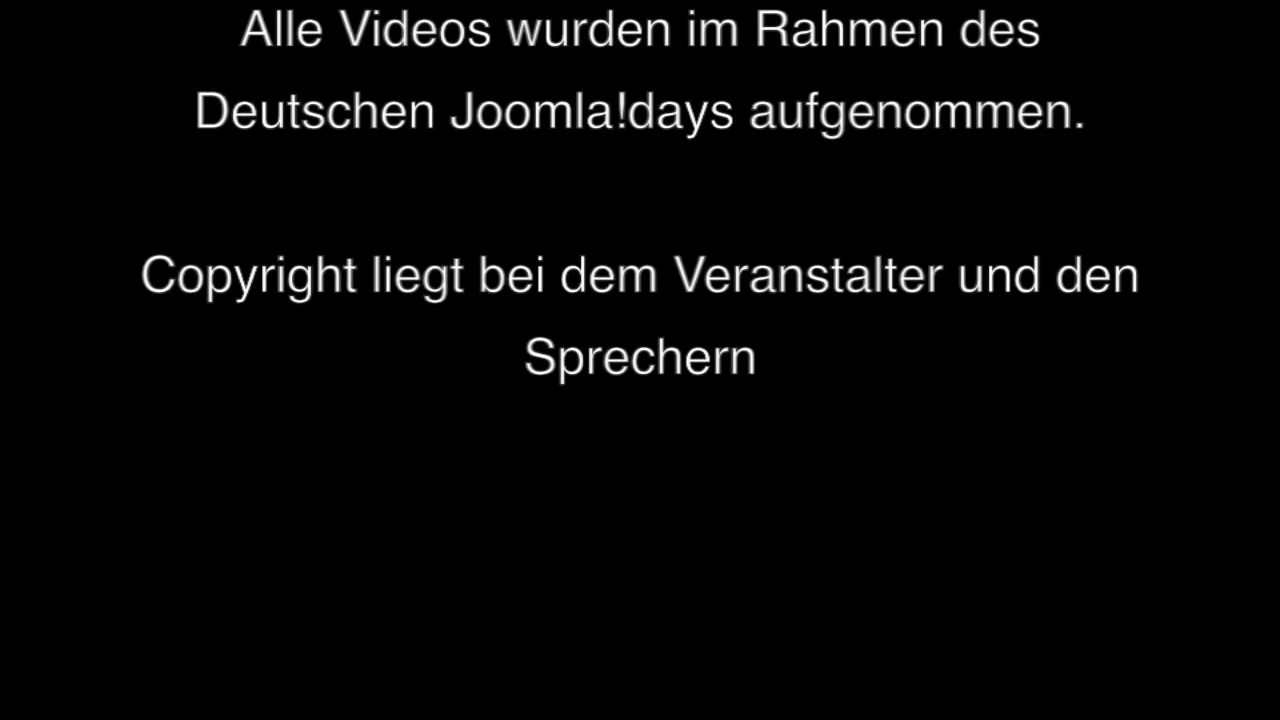 Alle Videos wurden im Rahmen des
Deutschen Joomla!days aufgenommen.
Copyright liegt bei dem Veranstalter und den
Sprechern